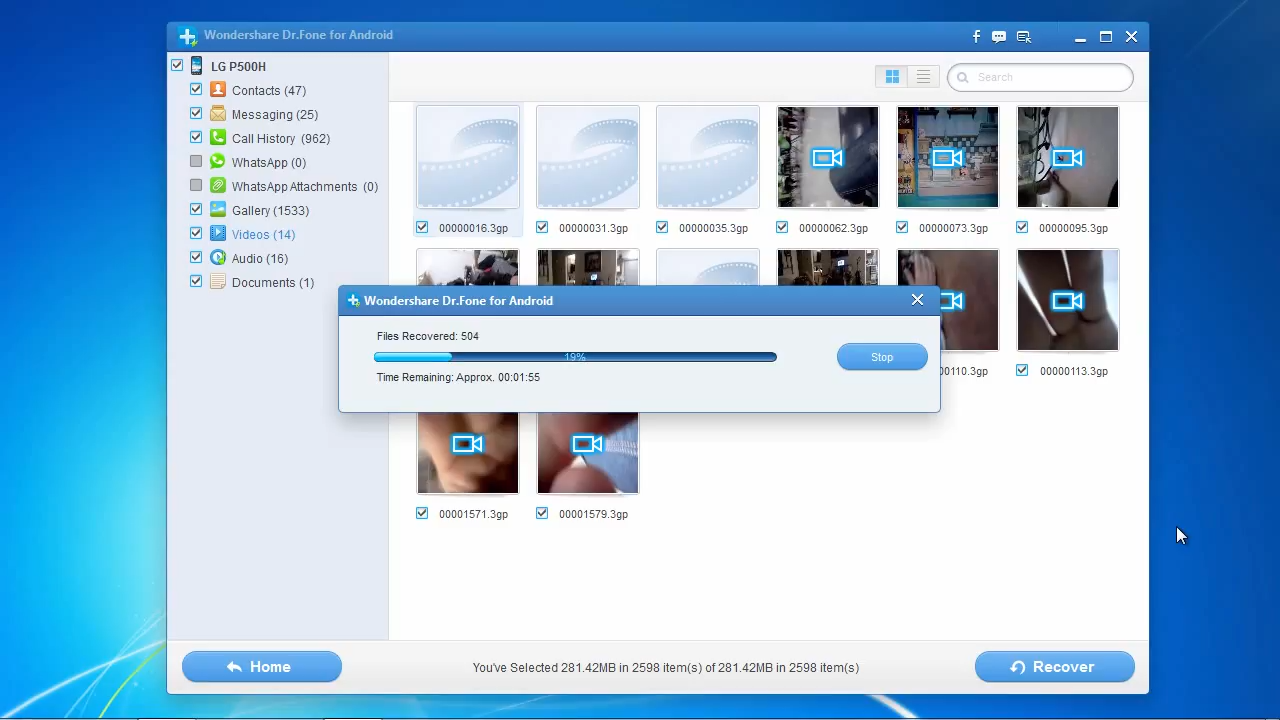 Wondershare Dr.Fone for Android
f
Search
LG P500H
Contacts (47)
Messaging (25)
Call History (962)
WhatsApp (0)
WhatsApp Attachments (0)
Gallery (1533)
Videos (14)
Audio (16)
Documents (1)
00000016.3gp
00000031.3gp
00000035.3gp
00000062.3gp
00000073.3gp
00000095.3gp
Wondershare Dr.Fone for Android
Files Recovered: 504
19%
Stop
Time Remaining: Approx. 00:01:55
0110.3gp
00000113.3gp
00001571.3gp
00001579.3gp
Home
You've Selected 281.42MB in 2598 item(s) of 281.42MB in 2598 item(s)
Recover